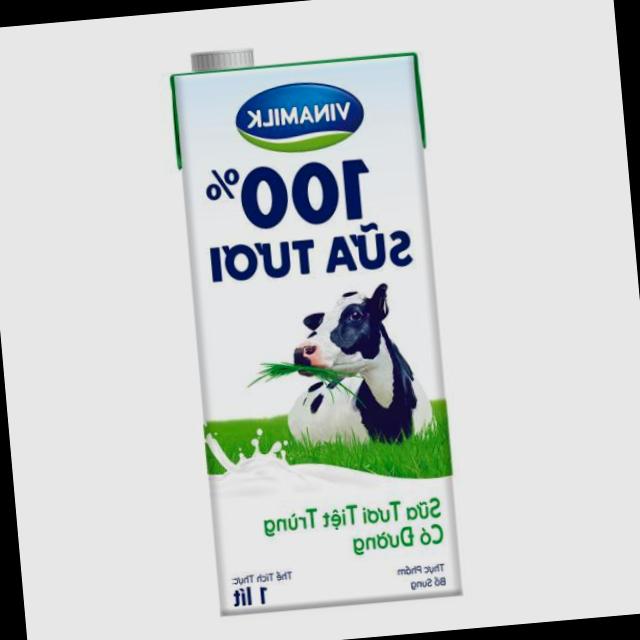 VINAMILK
100%
SỮA TƯƠI
Sữa Tươi Tiệt Trùng
Có Đường
Thực Phẩm
Bổ Sung
Thể Tích Thực
1 lít